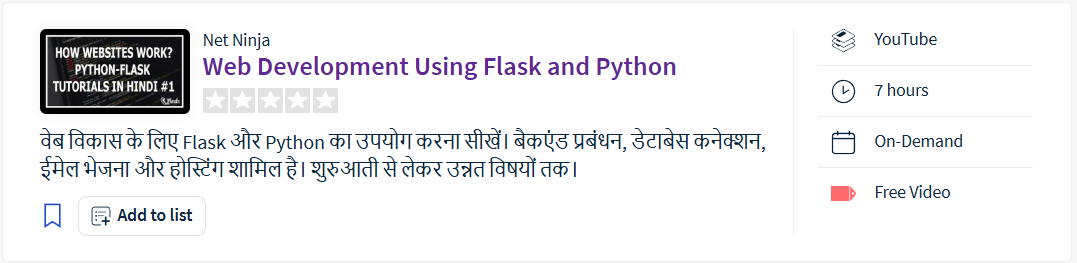 HOW WEBSITES WORK?
PYTHON-FLASK
TUTORIALS IN HINDI #1
Net Ninja
Web Development Using Flask and Python
वेब विकास के लिए Flask और Python का उपयोग करना सीखें। बैकएंड प्रबंधन, डेटाबेस कनेक्शन,
ईमेल भेजना और होस्टिंग शामिल है। शुरुआती से लेकर उन्नत विषयों तक।
Add to list
YouTube
7 hours
On-Demand
Free Video